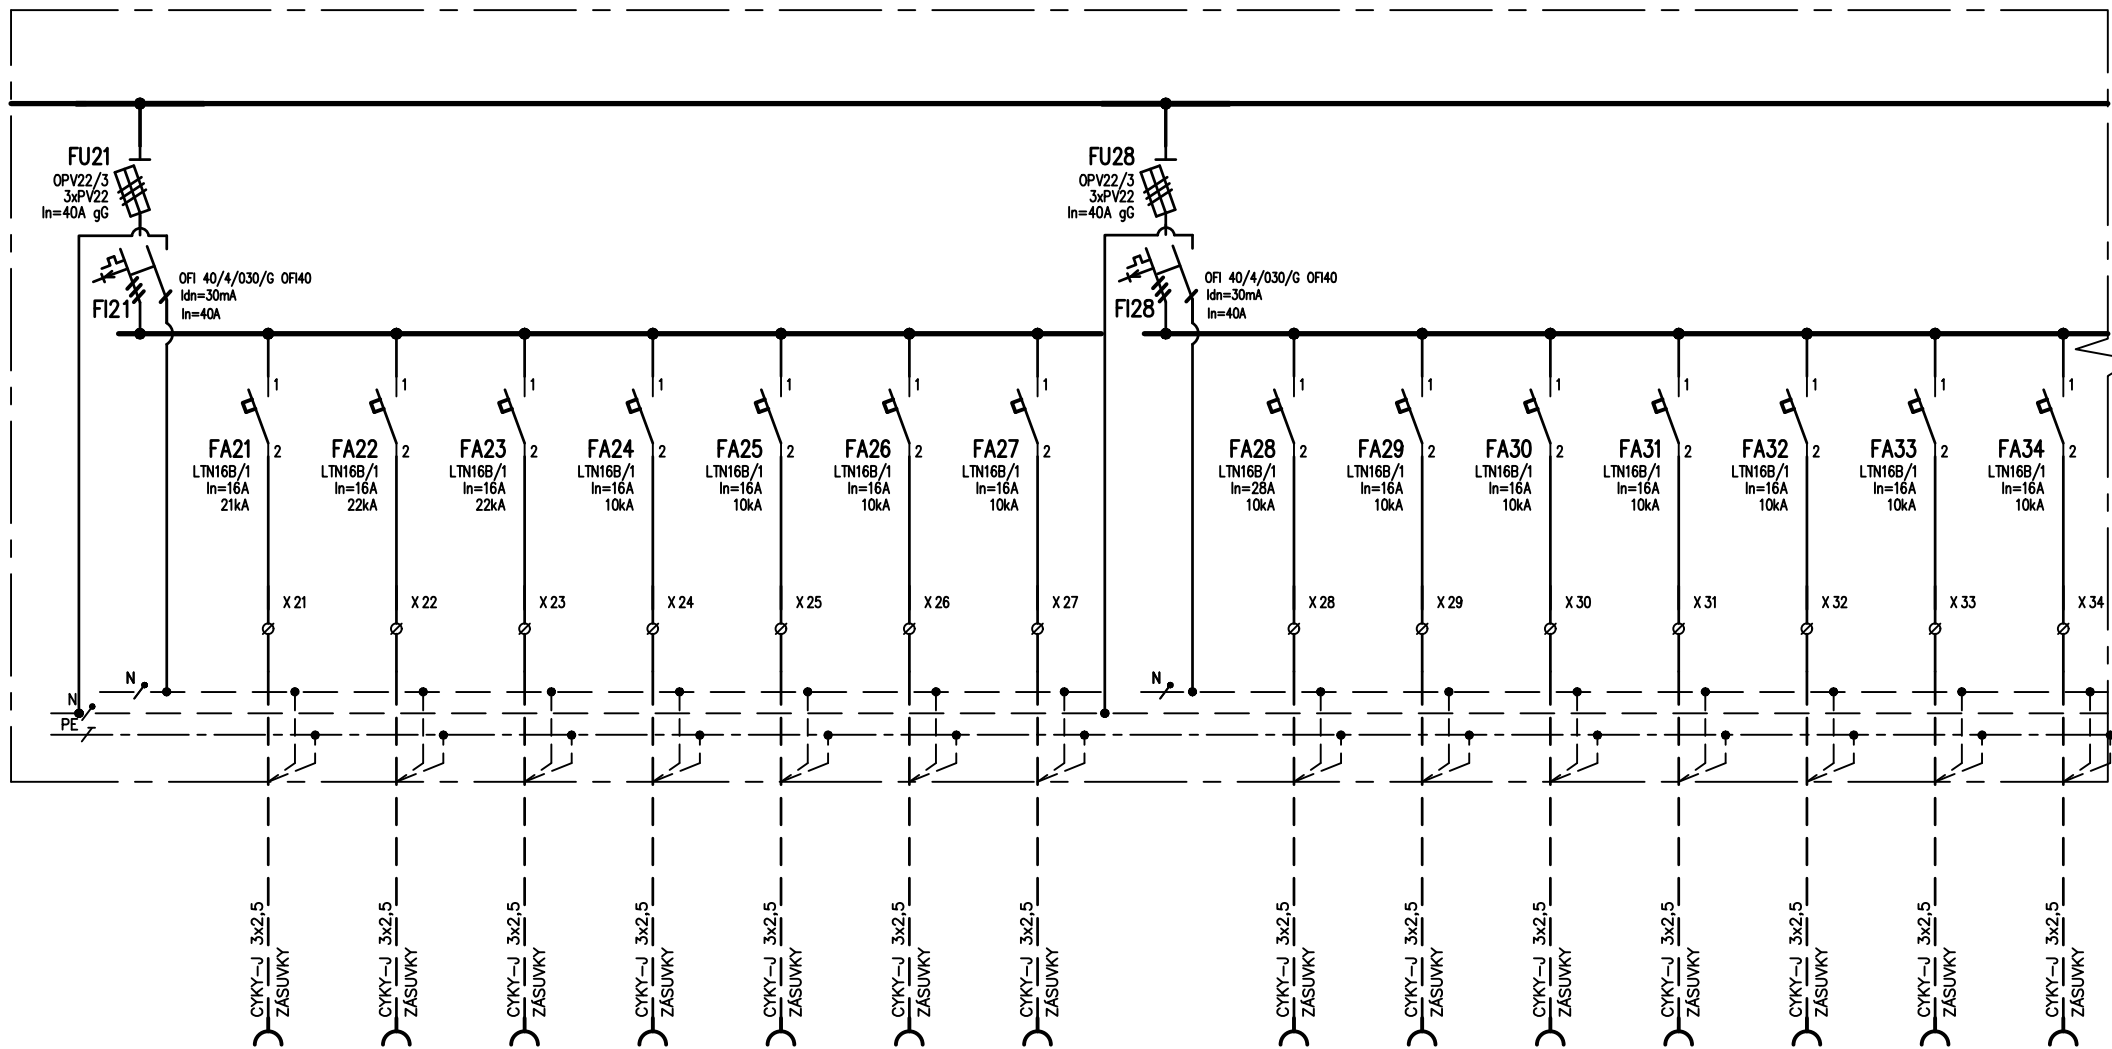 FU21
OPV22/3
3xPV22
In=40A gG
OFI 40/4/030/G OFI40
Idn=30mA
In=40A
FI21
FU28
OPV22/3
3xPV22
In=40A gG
OFI 40/4/030/G OFI40
Idn=30mA
In=40A
FI28
1
2
FA21
LTN16B/1
In=16A
21kA
1
2
FA22
LTN16B/1
In=16A
22kA
1
2
FA23
LTN16B/1
In=16A
22kA
1
2
FA24
LTN16B/1
In=16A
10kA
1
2
FA25
LTN16B/1
In=16A
10kA
1
2
FA26
LTN16B/1
In=16A
10kA
1
2
FA27
LTN16B/1
In=16A
10kA
1
2
FA28
LTN16B/1
In=28A
10kA
1
2
FA29
LTN16B/1
In=16A
10kA
1
2
FA30
LTN16B/1
In=16A
10kA
1
2
FA31
LTN16B/1
In=16A
10kA
1
2
FA32
LTN16B/1
In=16A
10kA
1
2
FA33
LTN16B/1
In=16A
10kA
1
2
FA34
LTN16B/1
In=16A
10kA
X 21
X 22
X 23
X 24
X 25
X 26
X 27
X 28
X 29
X 30
X 31
X 32
X 33
X 34
N
N
N
PE
CYKY-J 3x2,5
ZÁSUVKY
CYKY-J 3x2,5
ZÁSUVKY
CYKY-J 3x2,5
ZÁSUVKY
CYKY-J 3x2,5
ZÁSUVKY
CYKY-J 3x2,5
ZÁSUVKY
CYKY-J 3x2,5
ZÁSUVKY
CYKY-J 3x2,5
ZÁSUVKY
CYKY-J 3x2,5
ZÁSUVKY
CYKY-J 3x2,5
ZÁSUVKY
CYKY-J 3x2,5
ZÁSUVKY
CYKY-J 3x2,5
ZÁSUVKY
CYKY-J 3x2,5
ZÁSUVKY
CYKY-J 3x2,5
ZÁSUVKY
CYKY-J 3x2,5
ZÁSUVKY